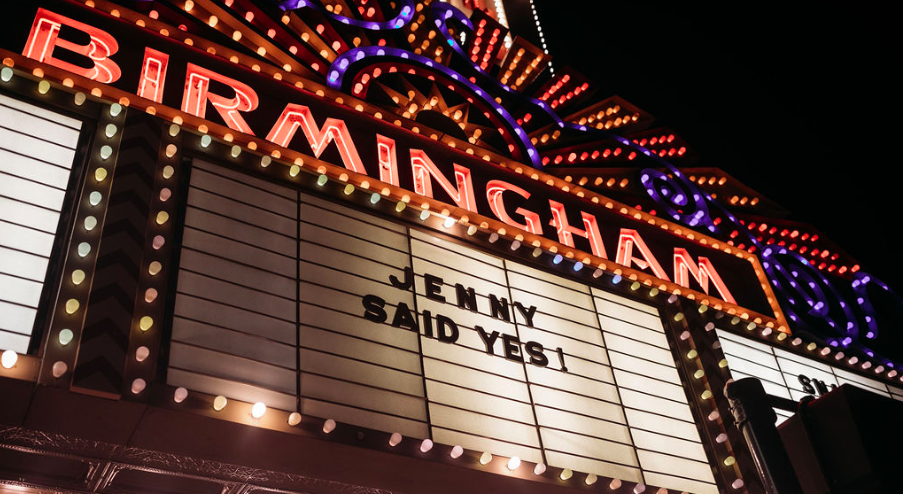 BIRMINGHAM
JENNY
SAID YES!